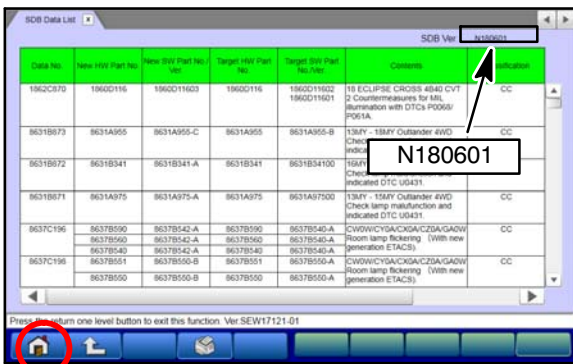 SDB Data List x
SDB Ver. N180601
Data No. New HW Part No. New SW Part No./Ver. Target HW Part No. Target SW Part No./Ver. Contents
1862C870 1860D116 1860D11603 1860D116 1860D11602 1860D11601 18 ECLIPSE CROSS 4B40 CVT 2 Countermeasures for MIL illumination with DTCs P0068/ P061A. CC
8631B673 8631A955 8631A955-C 8631A955 8631A955-B 13MY - 18MY Outlander 4WD CC
N180601
8631B672 8631B341 8631B341-A 8631B341 8631B34100 16MY indicated DTC U0431. CC
8631B671 8631A975 8631A975-A 8631A975 8631A97500 13MY - 15MY Outlander 4WD Check lamp malufunction and indicated DTC U0431. CC
8637C196 8637B590 8637B542-A 8637B590 8637B540-A CW0W/CY0A/CX0A/CZ0A/GA0W Room lamp flickering (With new generation ETACS). CC
8637B560 8637B542-A 8637B560 8637B540-A
8637B540 8637B542-A 8637B540 8637B540-A
8637C196 8637B551 8637B550-B 8637B551 8637B550-A CW0W/CY0A/CX0A/CZ0A/GA0W Room lamp flickering (With new generation ETACS). CC
8637B550 8637B550-B 8637B550 8637B550-A
Press the return one level button to exit this function. Ver.SEW17121-01